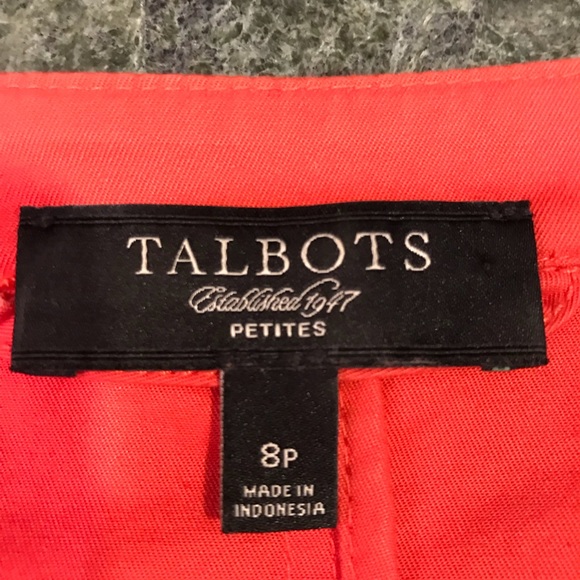 TALBOTS
Established 1947
PETITES
8P
MADE IN
INDONESIA